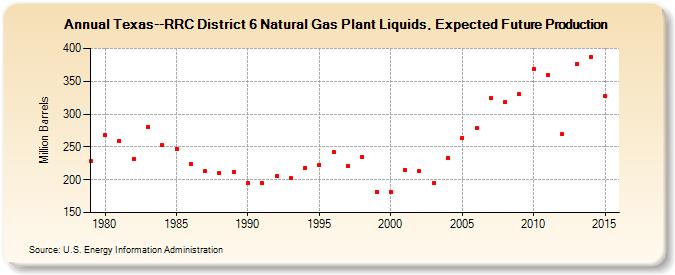 Annual Texas--RRC District 6 Natural Gas Plant Liquids, Expected Future Production
Million Barrels
400
350
300
250
200
150
1980 1985 1990 1995 2000 2005 2010 2015
Source: U.S. Energy Information Administration